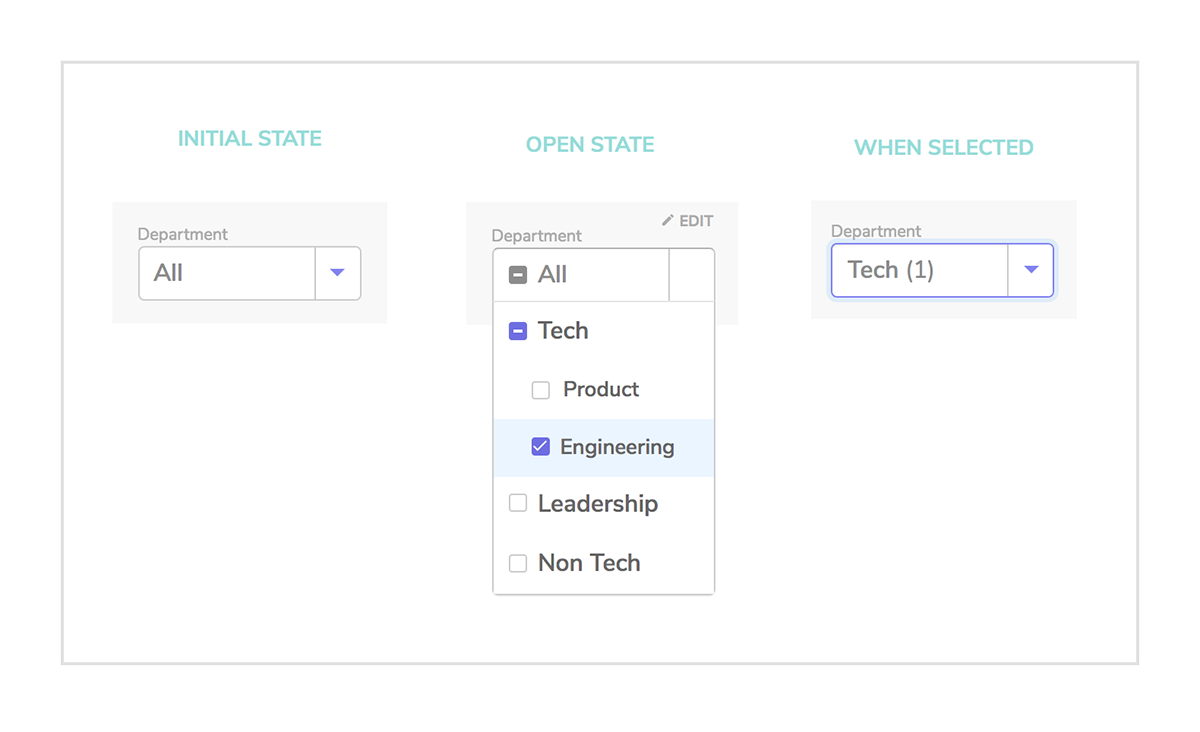 INITIAL STATE
Department
All
OPEN STATE
EDIT
Department
All
Tech
Product
Engineering
Leadership
Non Tech
WHEN SELECTED
Department
Tech (1)